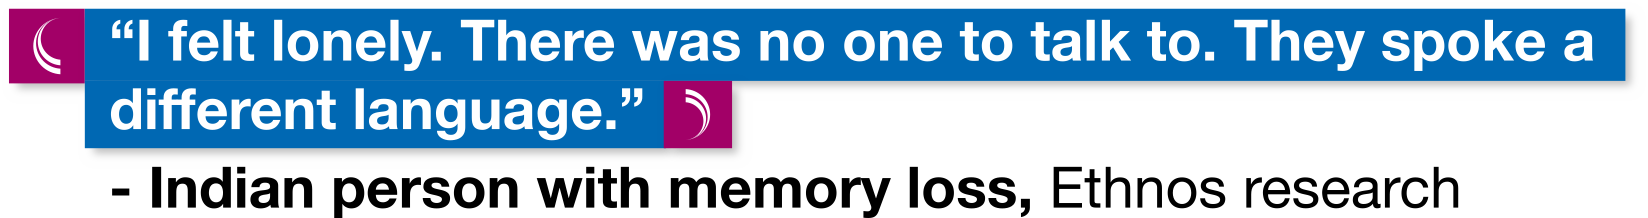 “I felt lonely. There was no one to talk to. They spoke a
different language.”
- Indian person with memory loss, Ethnos research